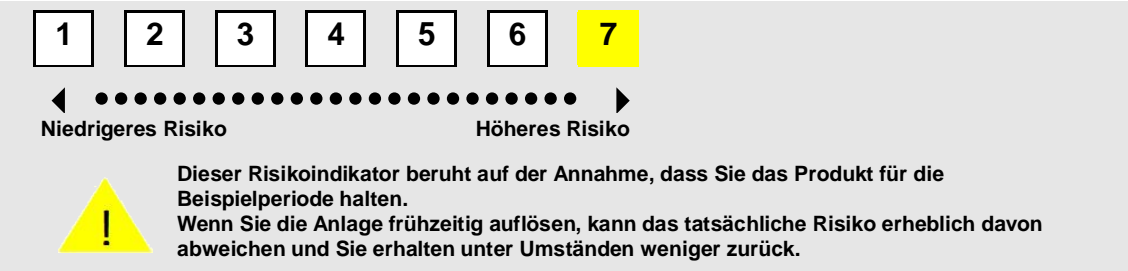 1 2 3 4 5 6 7
Niedrigeres Risiko Höheres Risiko
Dieser Risikoindikator beruht auf der Annahme, dass Sie das Produkt für die
Beispielperiode halten.
Wenn Sie die Anlage frühzeitig auflösen, kann das tatsächliche Risiko erheblich davon
abweichen und Sie erhalten unter Umständen weniger zurück.
!